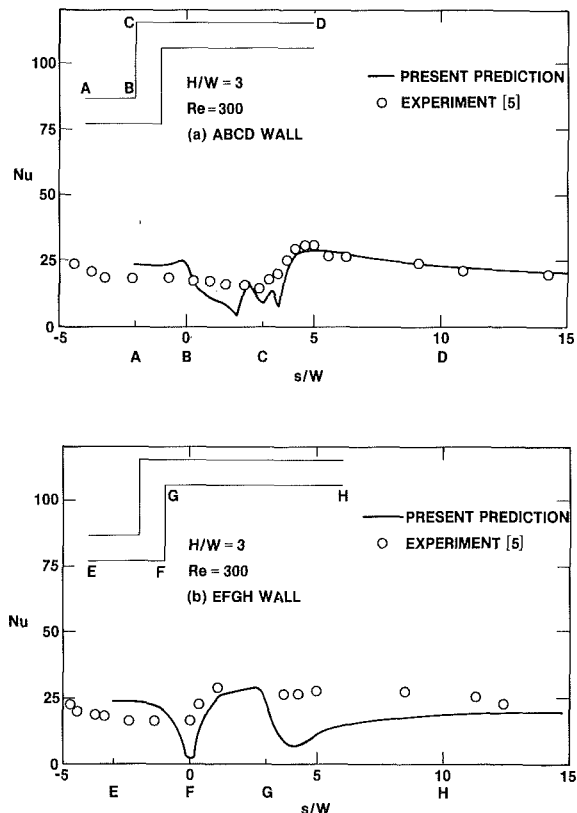 C D
A B
H/W = 3
Re = 300
(a) ABCD WALL
PRESENT PREDICTION
EXPERIMENT [5]
100
75
Nu
50
25
0
-5 0 5 10 15
A B C D
s/W
G H
E F
H/W = 3
Re = 300
(b) EFGH WALL
PRESENT PREDICTION
EXPERIMENT [5]
100
75
Nu
50
25
0
-5 0 5 10 15
E F G H
s/W